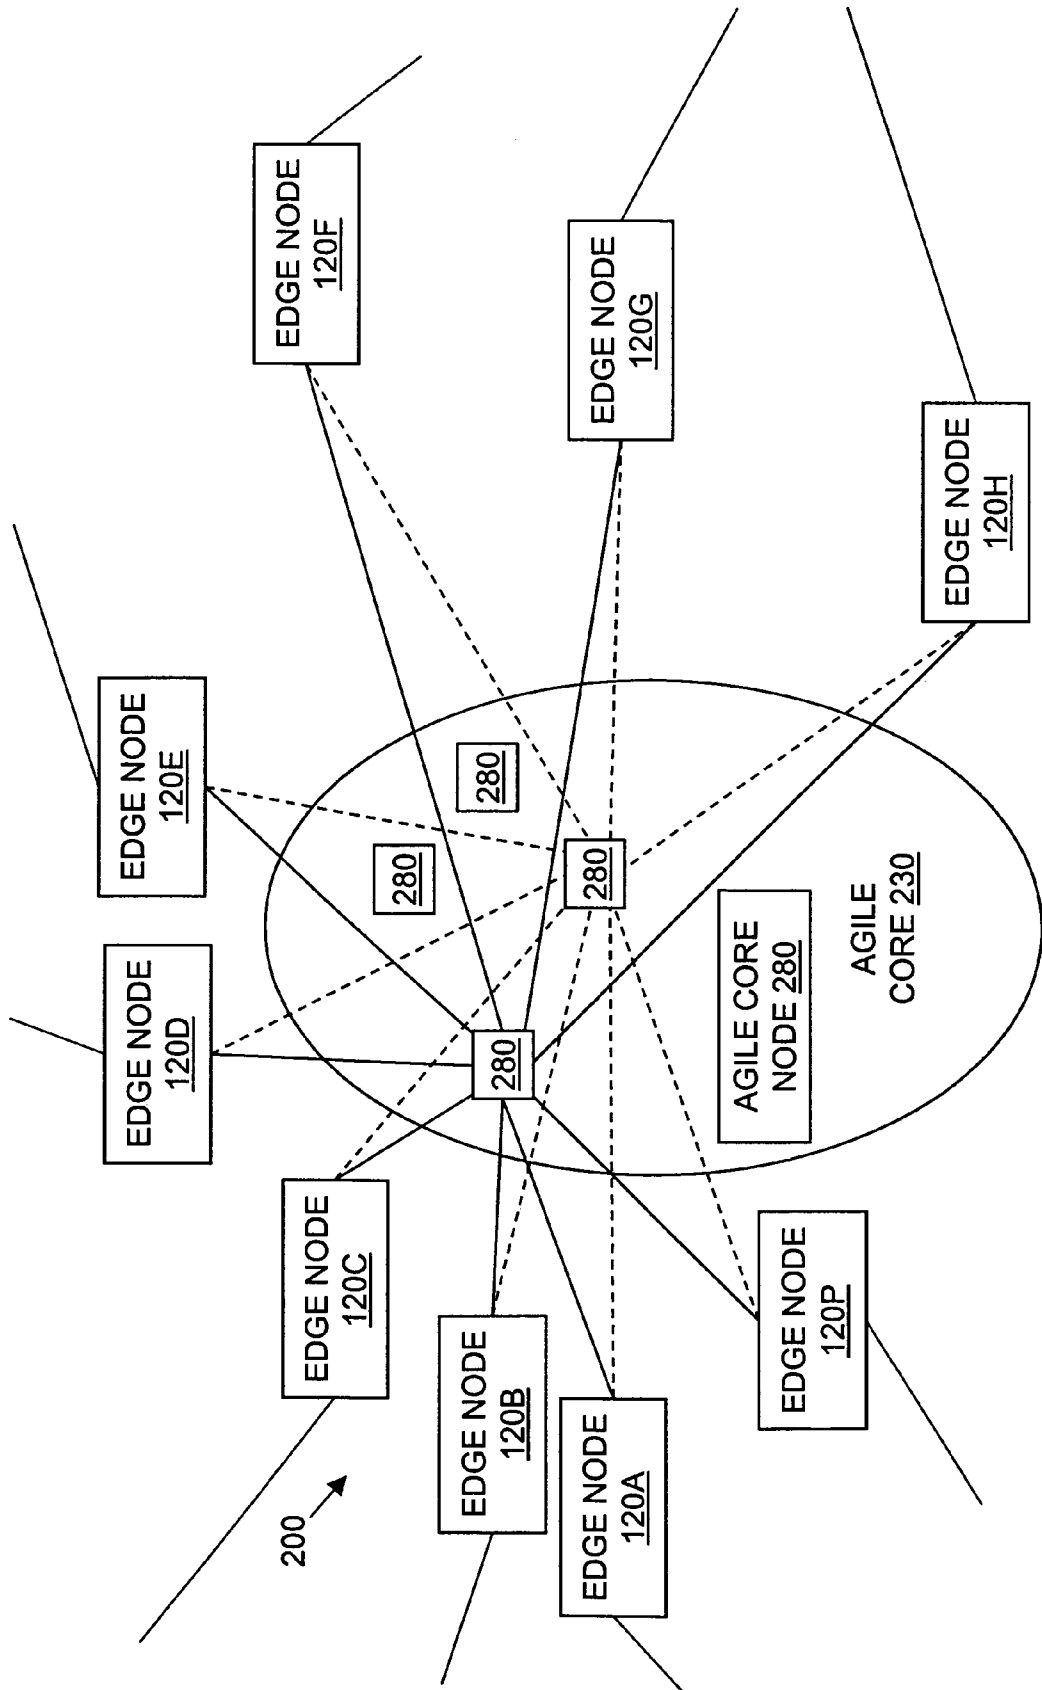 200
EDGE NODE
120C
EDGE NODE
120D
EDGE NODE
120E
EDGE NODE
120F
EDGE NODE
120B
EDGE NODE
120A
EDGE NODE
120P
EDGE NODE
120G
EDGE NODE
120H
280
280
280
280
AGILE CORE
NODE 280
AGILE
CORE 230